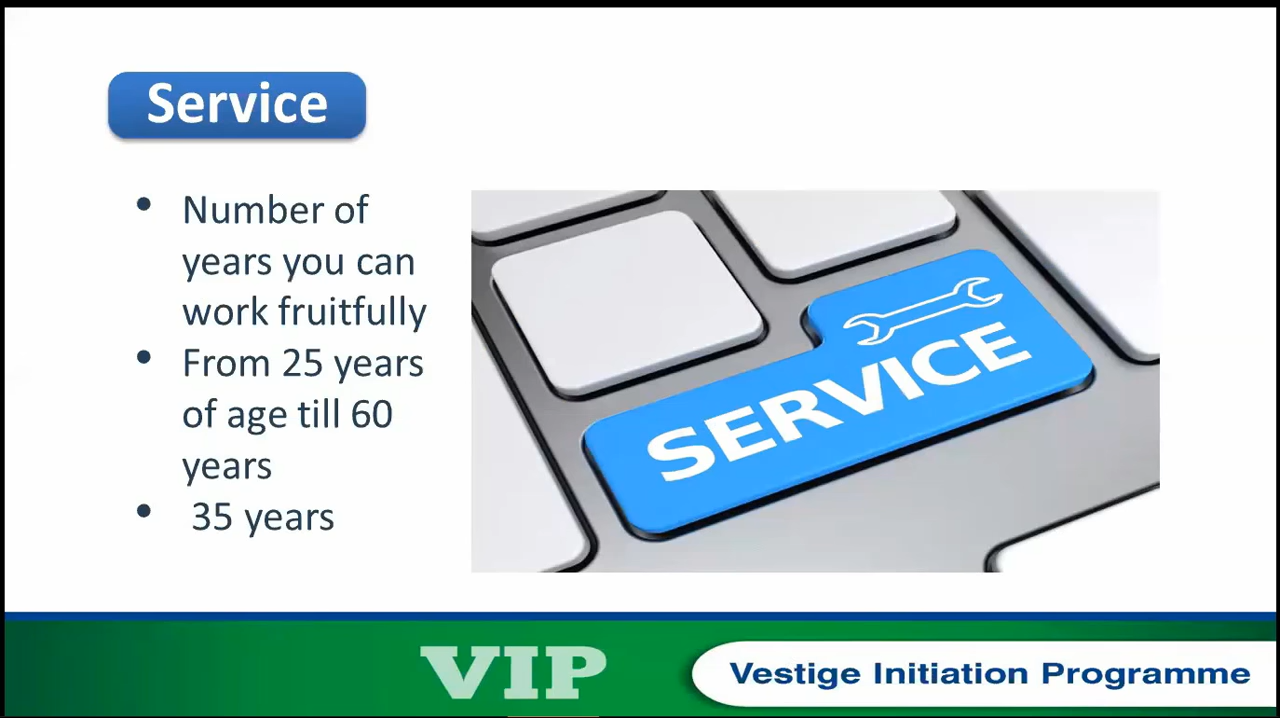 Service
• Number of
years you can
work fruitfully
• From 25 years
of age till 60
years
• 35 years
SERVICE
VIP
Vestige Initiation Programme